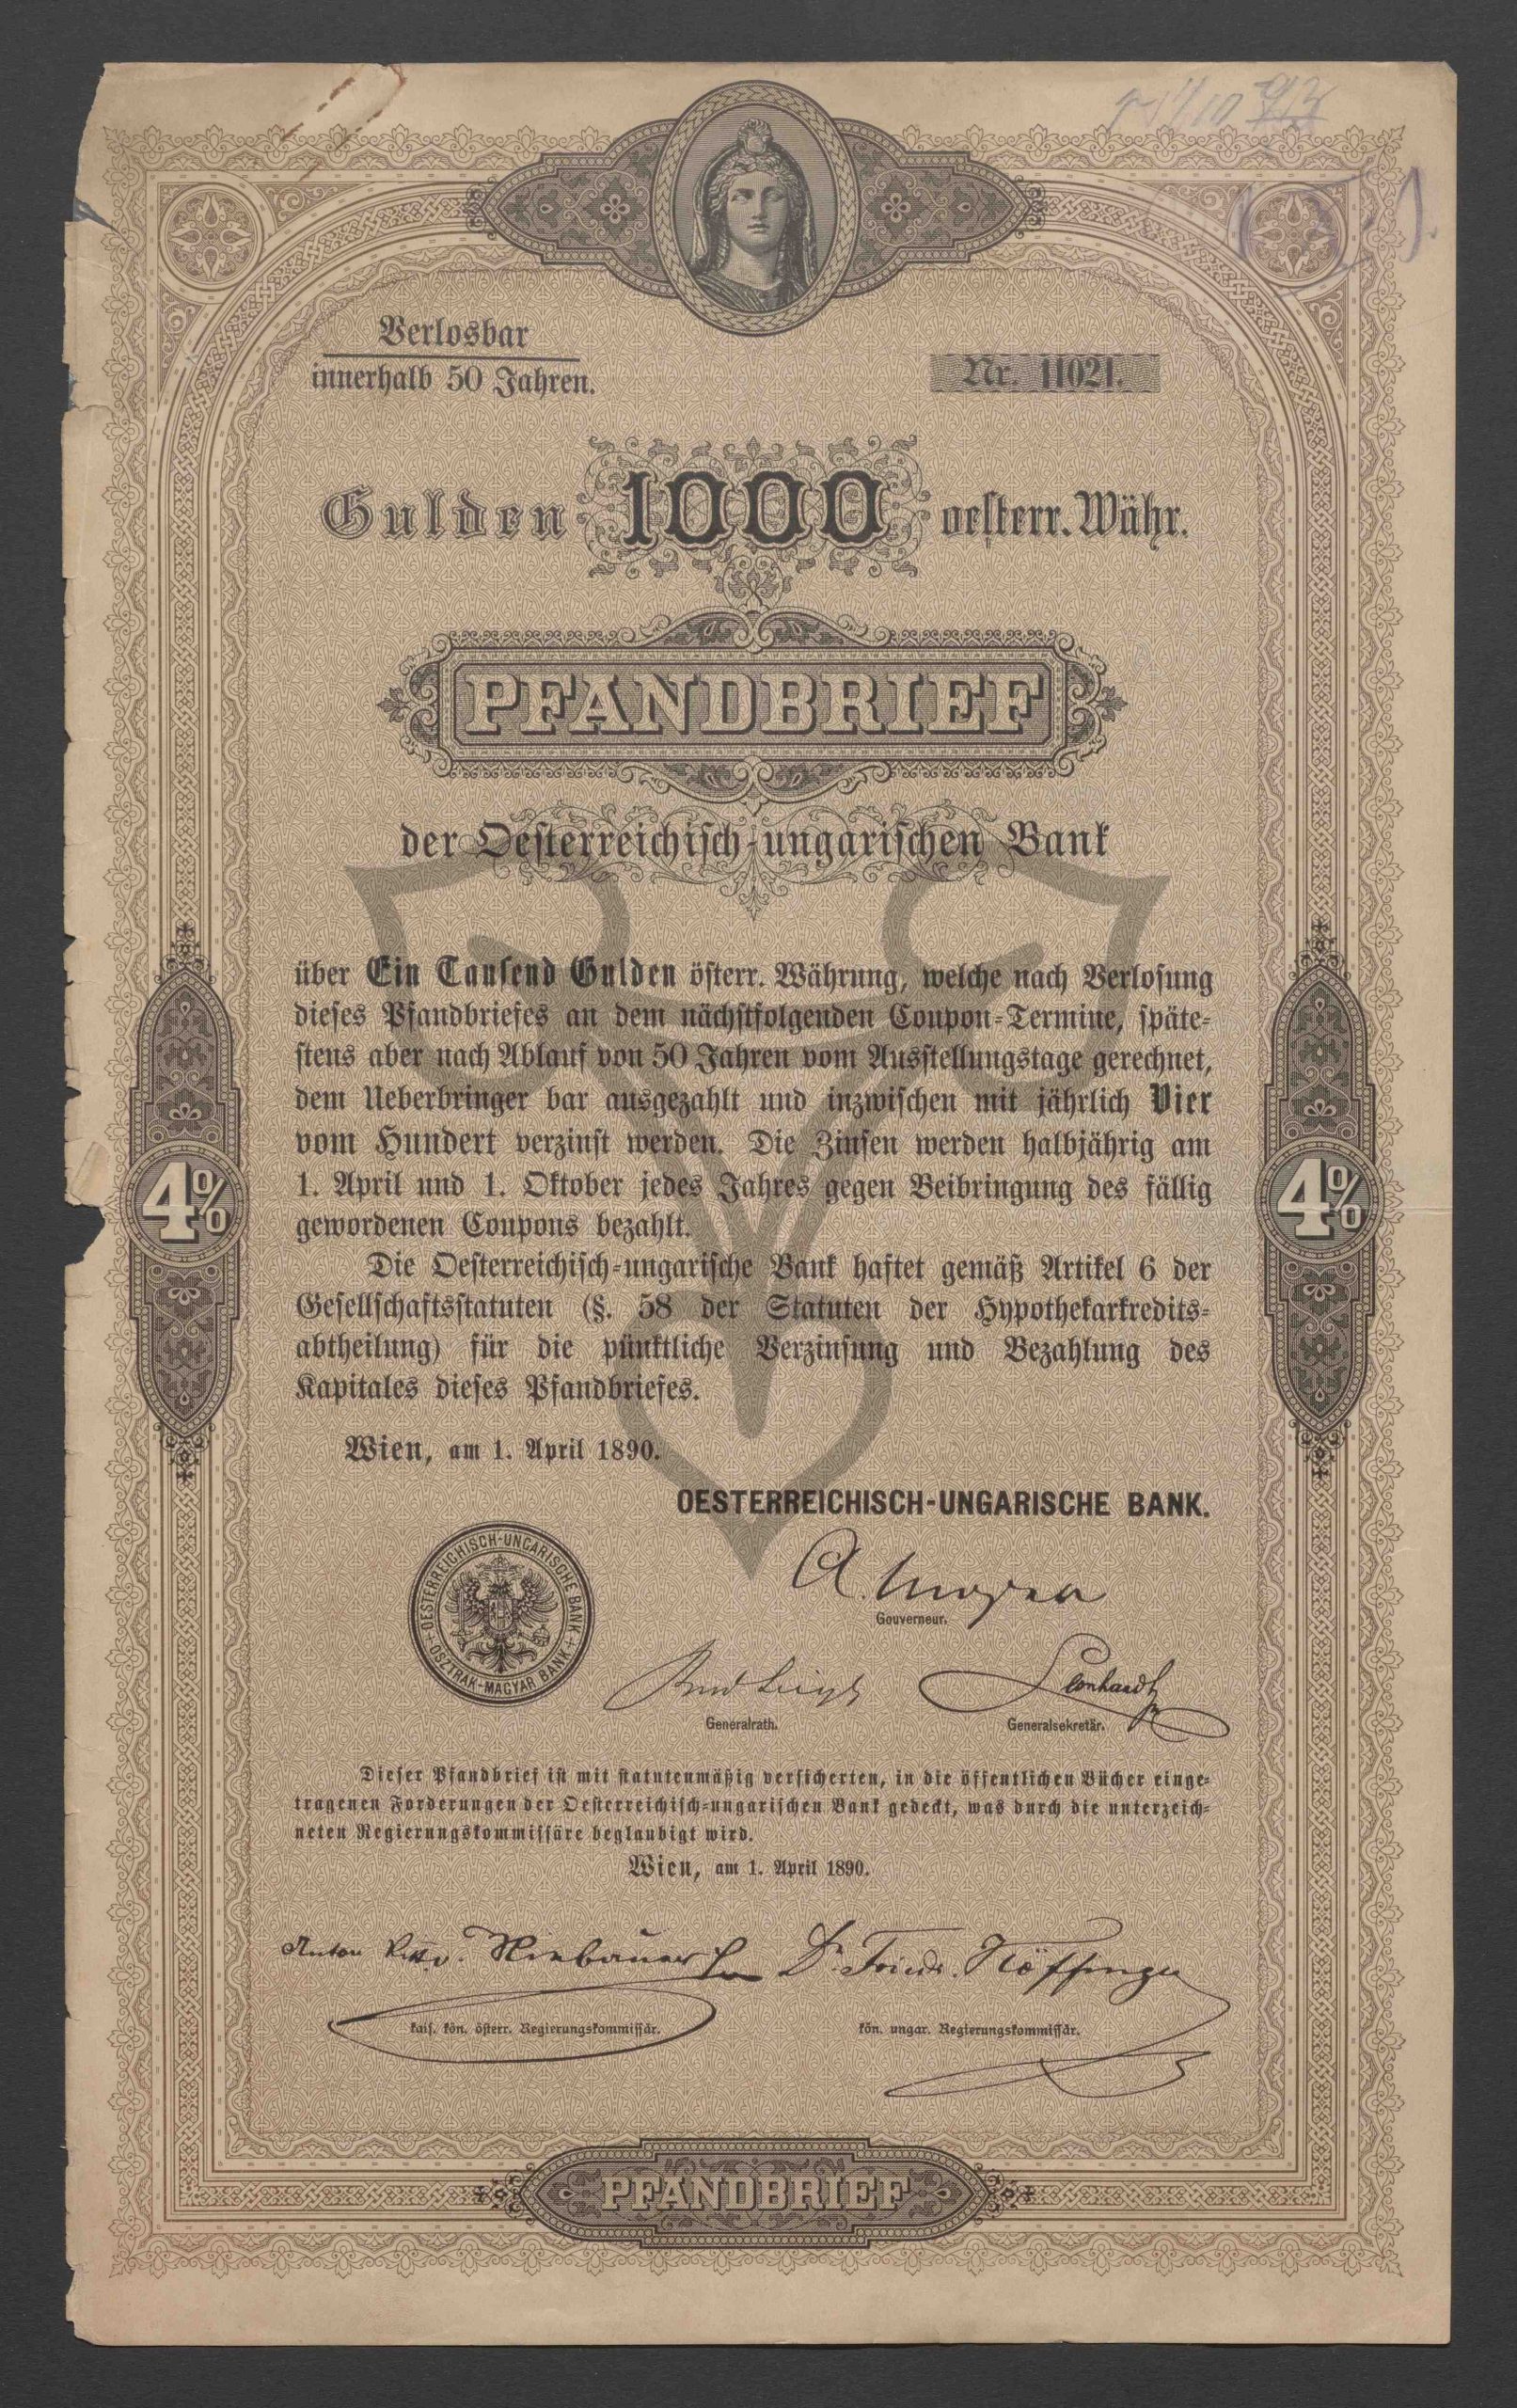 Verlosbar
innerhalb 50 Jahren.
Nr. 11021.
Gulden 1000 oesterr. Währ.
PFANDBRIEF
der Oesterreichisch-ungarischen Bank
über Ein Tausend Gulden österr. Währung, welche nach Verlosung
dieses Pfandbriefes an dem nächstfolgenden Coupon-Termine, späte-
stens aber nach Ablauf von 50 Jahren vom Ausstellungstage gerechnet,
dem Ueberbringer bar ausgezahlt und inzwischen mit jährlich Vier
vom Hundert verzinst werden. Die Zinsen werden halbjährig am
1. April und 1. Oktober jedes Jahres gegen Beibringung des fällig
gewordenen Coupons bezahlt.
4%
4%
Die Oesterreichisch-ungarische Bank haftet gemäß Artikel 6 der
Gesellschaftsstatuten (§. 58 der Statuten der Hypothekarkredits-
abtheilung) für die pünktliche Verzinsung und Bezahlung des
Kapitales dieses Pfandbriefes.
Wien, am 1. April 1890.
OESTERREICHISCH-UNGARISCHE BANK.
OESTERREICHISCH-UNGARISCHE BANK + OSZTRÁK-MAGYAR BANK +
Gouverneur.
Leonhardt
Generalrath.
Generalsekretär.
Dieser Pfandbrief ist mit statutenmäßig versicherten, in die öffentlichen Bücher einge-
tragenen Forderungen der Oesterreichisch-ungarischen Bank gedeckt, was durch die unterzeich-
neten Regierungskommissäre beglaubigt wird.
Wien, am 1. April 1890.
Anton Ritt. v. Niebauer Dr. Friedr.
kais. kön. österr. Regierungskommissär.
kön. ungar. Regierungskommissär.
PFANDBRIEF